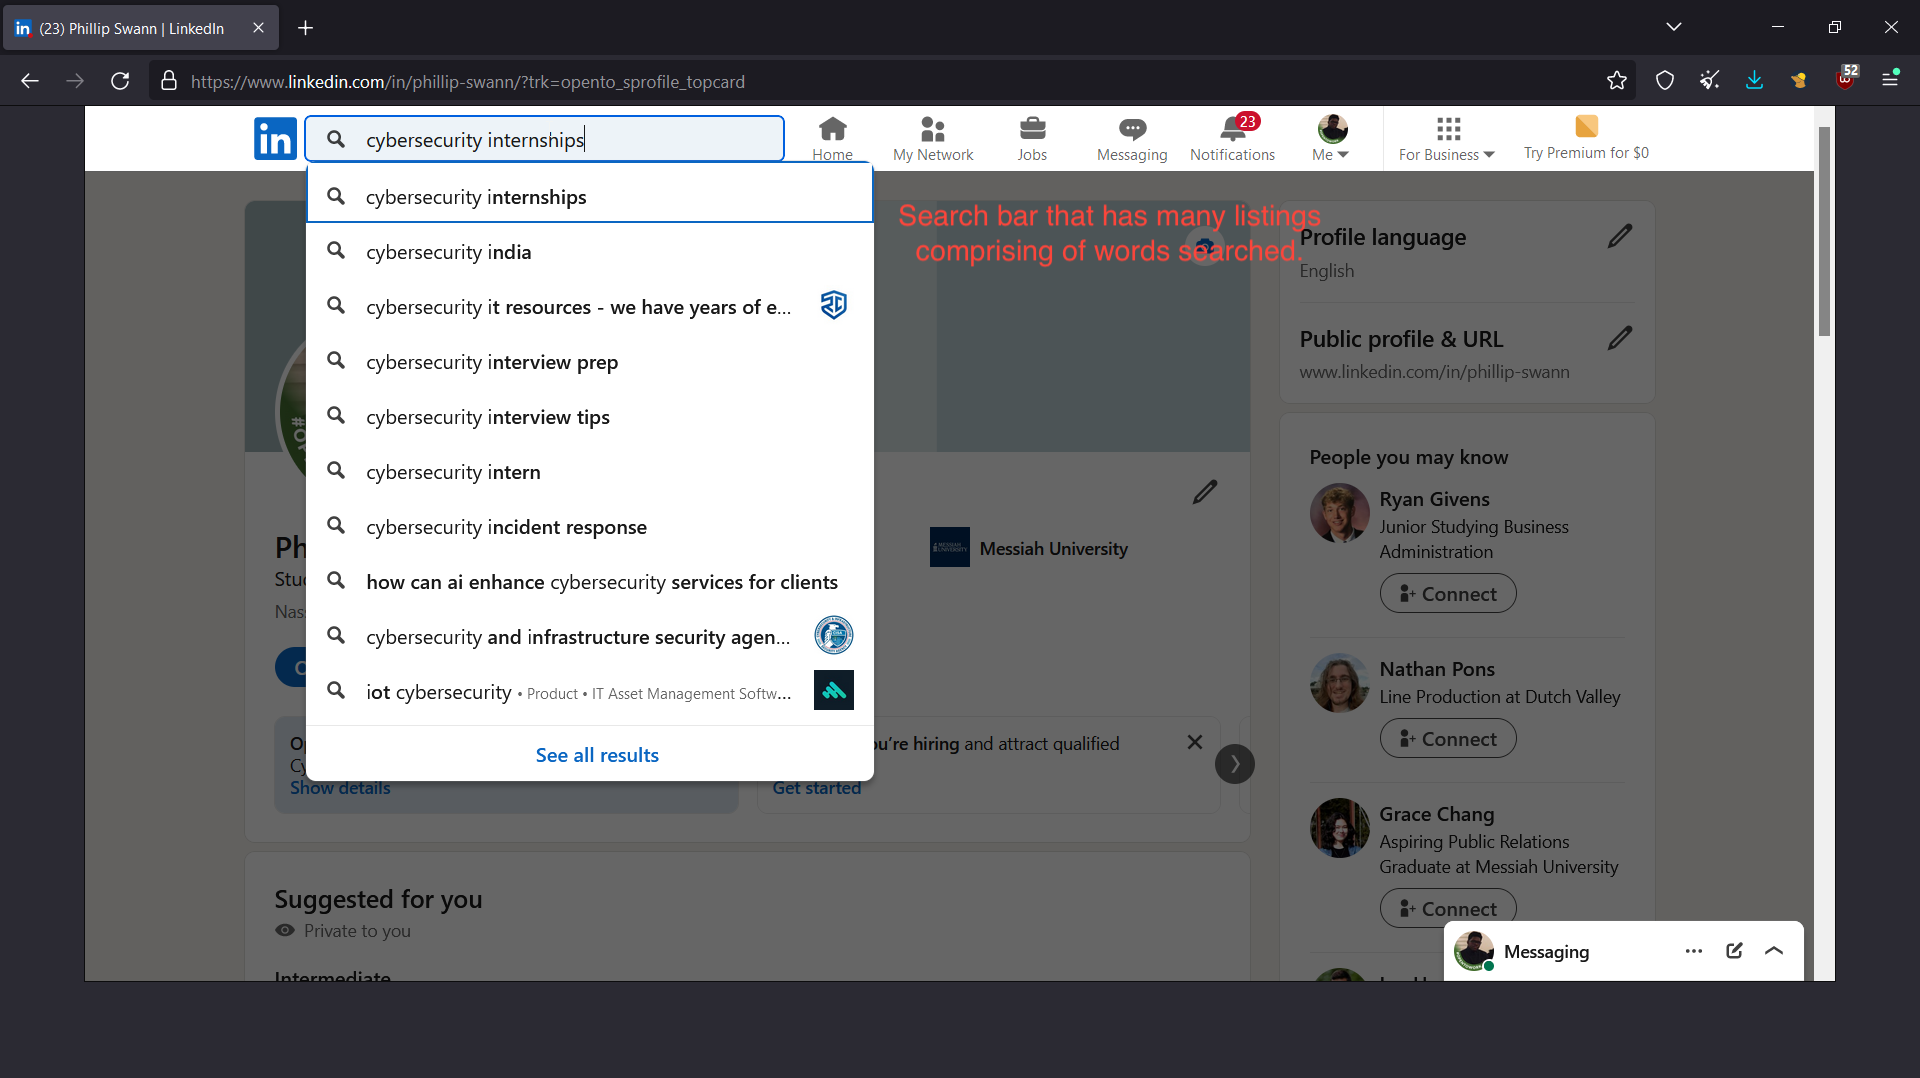 (23) Phillip Swann | LinkedIn
https://www.linkedin.com/in/phillip-swann/?trk=opento_sprofile_topcard
52
in
cybersecurity internships
Home
My Network
Jobs
Messaging
23
Notifications
Me
For Business
Try Premium for $0
cybersecurity internships
cybersecurity india
cybersecurity it resources - we have years of e...
cybersecurity interview prep
cybersecurity interview tips
cybersecurity intern
cybersecurity incident response
how can ai enhance cybersecurity services for clients
cybersecurity and infrastructure security agen...
iot cybersecurity • Product • IT Asset Management Softw...
See all results
Search bar that has many listings
comprising of words searched.
Profile language
English
Public profile & URL
www.linkedin.com/in/phillip-swann
People you may know
Ryan Givens
Junior Studying Business
Administration
Connect
Nathan Pons
Line Production at Dutch Valley
Connect
Grace Chang
Aspiring Public Relations
Graduate at Messiah University
Connect
Ph
Stu
Nas
MESSIAH
UNIVERSITY
Messiah University
Op
Cy
Show details
ou're hiring and attract qualified
Get started
Suggested for you
Private to you
Intermediate
Messaging